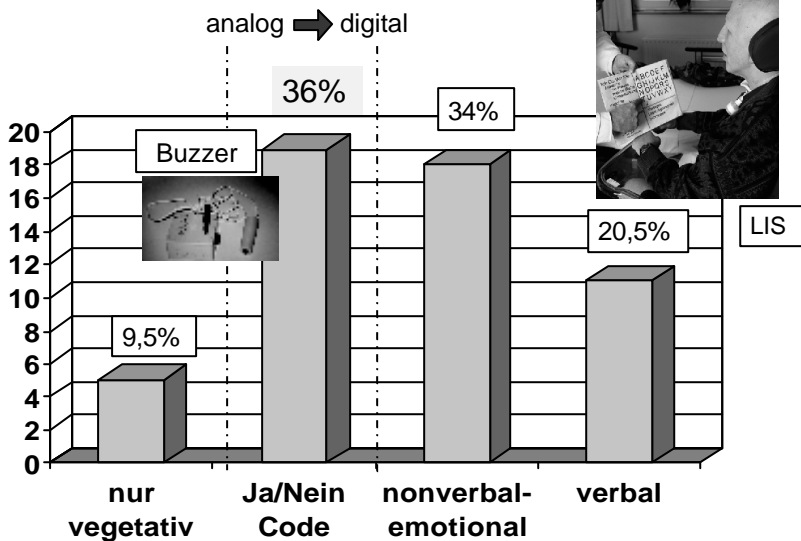 analog digital
36%
34%
Buzzer
20,5%
LIS
9,5%
20
18
16
14
12
10
8
6
4
2
0
nur
vegetativ
Ja/Nein
Code
nonverbal-
emotional
verbal